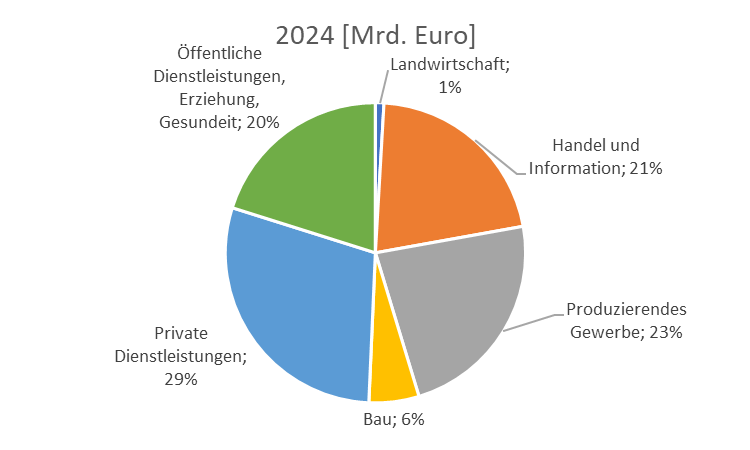 2024 [Mrd. Euro]
Öffentliche
Dienstleistungen,
Erziehung,
Gesundeit; 20%
Landwirtschaft;
1%
Handel und
Information; 21%
Produzierendes
Gewerbe; 23%
Private
Dienstleistungen;
29%
Bau; 6%